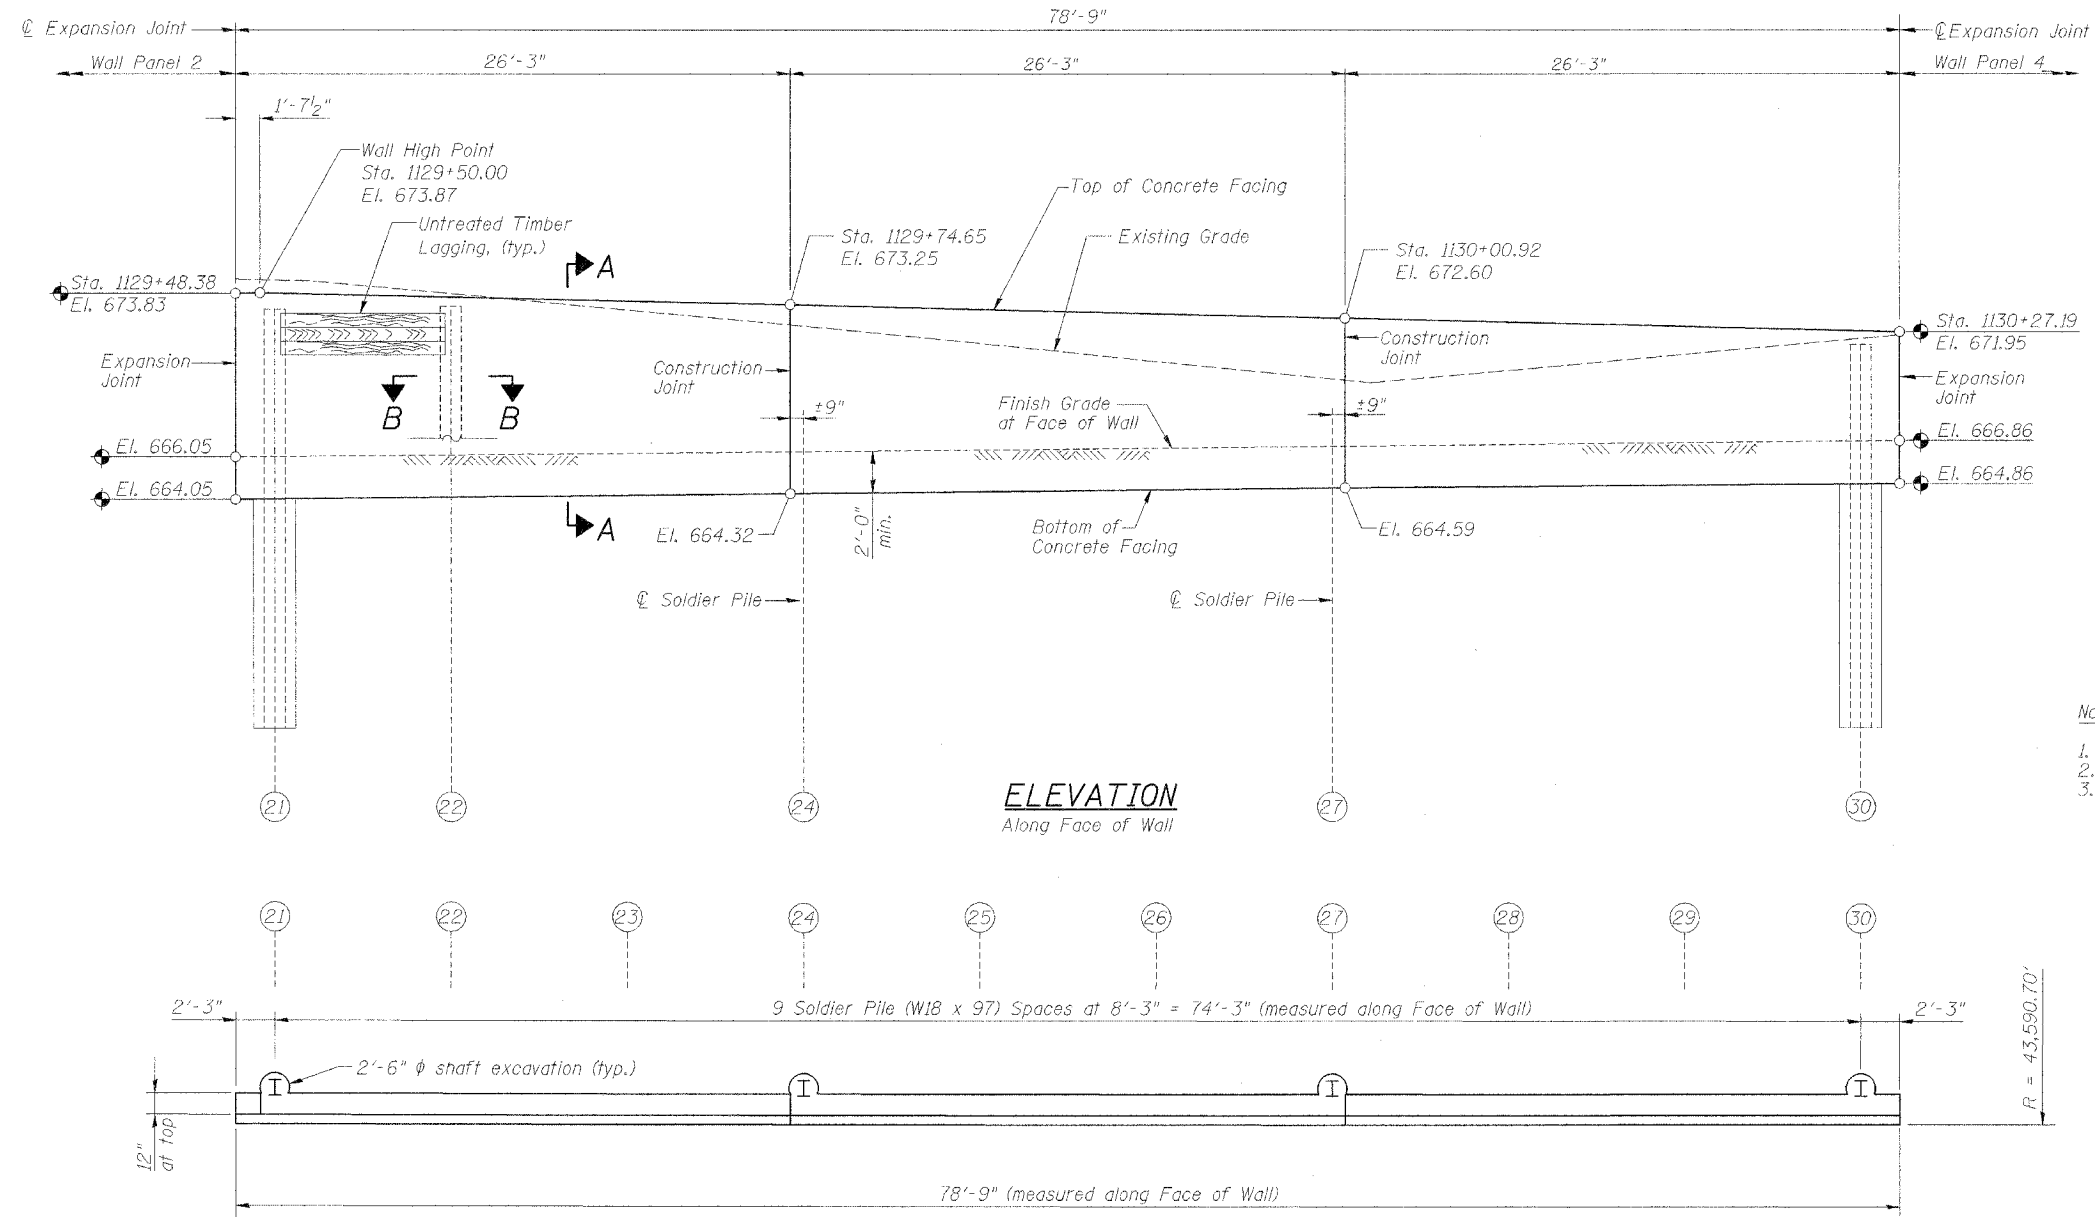 78'-9"
℄ Expansion Joint
℄ Expansion Joint
Wall Panel 2
26'-3"
26'-3"
26'-3"
Wall Panel 4
1'-7½"
Wall High Point
Sta. 1129+50.00
El. 673.87
Untreated Timber
Lagging, (typ.)
A
Top of Concrete Facing
Sta. 1129+74.65
El. 673.25
Existing Grade
Sta. 1130+00.92
El. 672.60
Sta. 1129+48.38
El. 673.83
Sta. 1130+27.19
El. 671.95
Expansion
Joint
Construction
Joint
Construction
Joint
Expansion
Joint
B
B
±9"
Finish Grade
at Face of Wall
±9"
El. 666.05
El. 666.86
El. 664.05
El. 664.86
A
El. 664.32
2'-0"
min.
Bottom of
Concrete Facing
El. 664.59
℄ Soldier Pile
℄ Soldier Pile
1.
2.
3.
21
22
24
27
30
ELEVATION
Along Face of Wall
21
22
23
24
25
26
27
28
29
30
2'-3"
9 Soldier Pile (W18 x 97) Spaces at 8'-3" = 74'-3" (measured along Face of Wall)
2'-3"
2'-6" ϕ shaft excavation (typ.)
R = 43,590.70'
12"
at top
78'-9" (measured along Face of Wall)